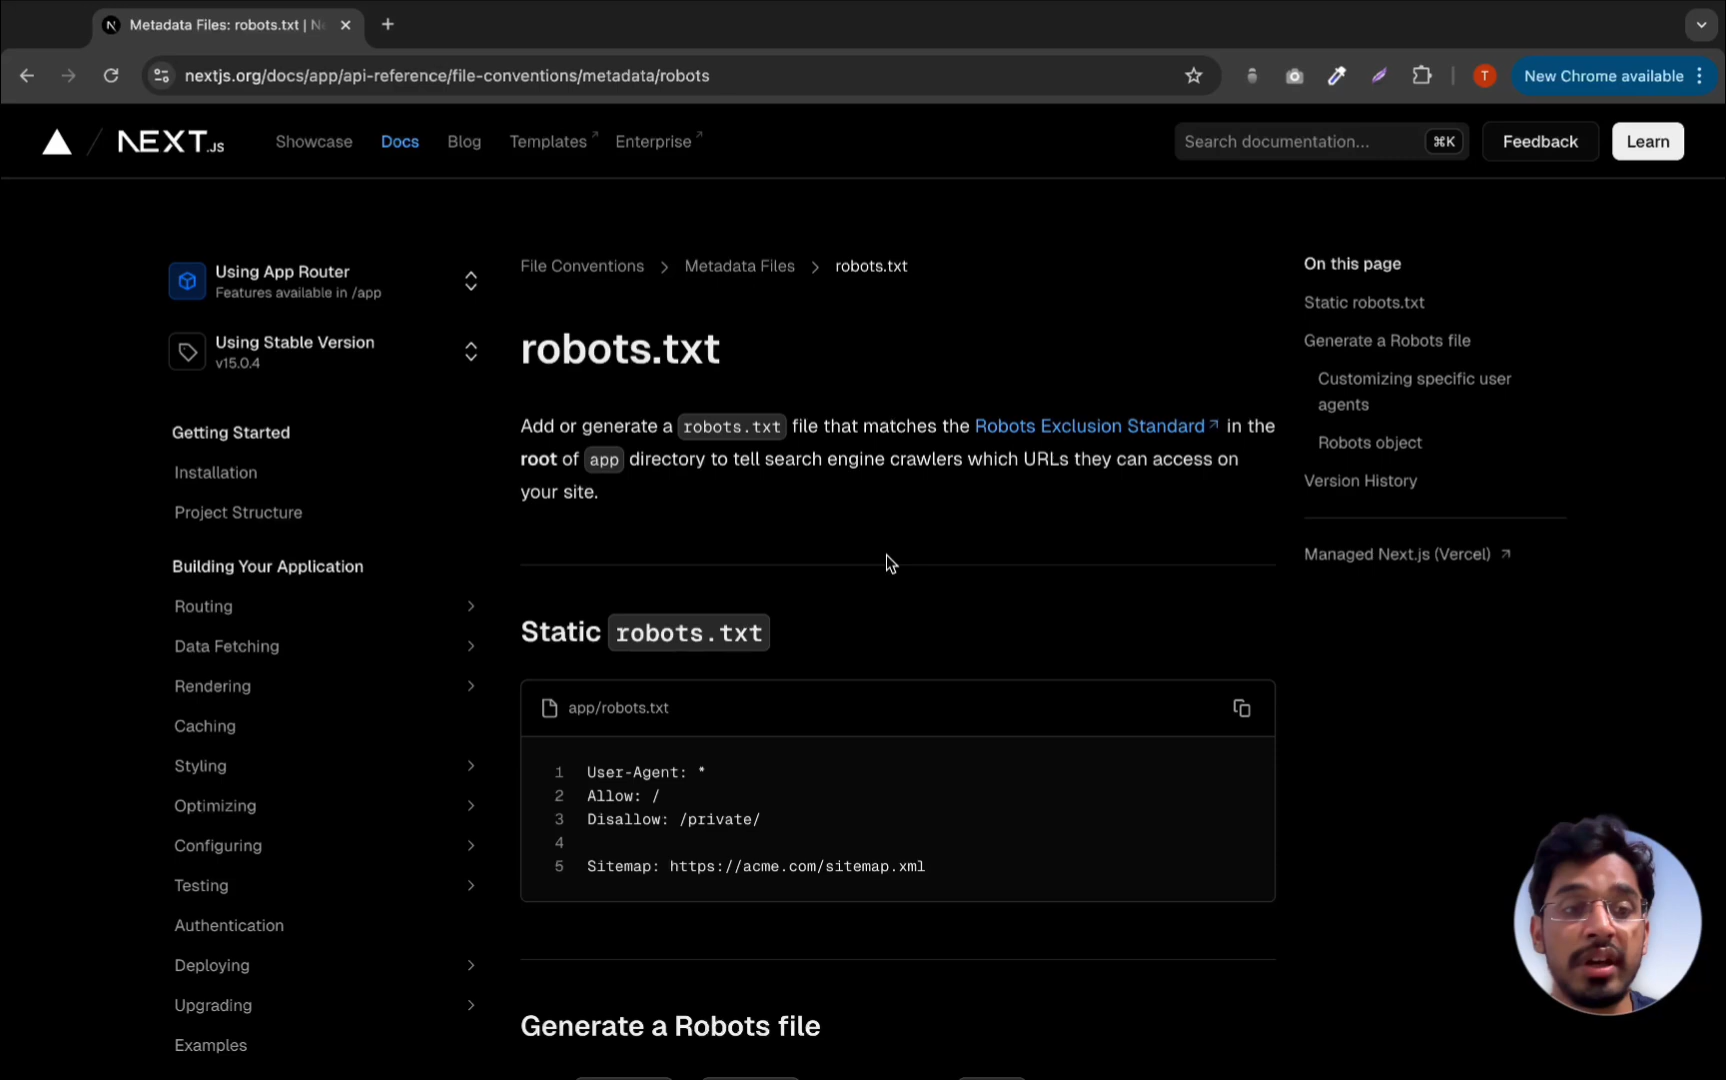 Metadata Files: robots.txt | Ne
nextjs.org/docs/app/api-reference/file-conventions/metadata/robots
T
New Chrome available
NEXT.JS
Showcase
Docs
Blog
Templates
Enterprise
Search documentation...
⌘K
Feedback
Learn
Using App Router
Features available in /app
Using Stable Version
v15.0.4
Getting Started
Installation
Project Structure
Building Your Application
Routing
Data Fetching
Rendering
Caching
Styling
Optimizing
Configuring
Testing
Authentication
Deploying
Upgrading
Examples
File Conventions > Metadata Files > robots.txt
robots.txt
Add or generate a robots.txt file that matches the Robots Exclusion Standard in the
root of app directory to tell search engine crawlers which URLs they can access on
your site.
Static robots.txt
app/robots.txt
1 User-Agent: *
2 Allow: /
3 Disallow: /private/
4
5 Sitemap: https://acme.com/sitemap.xml
Generate a Robots file
On this page
Static robots.txt
Generate a Robots file
Customizing specific user
agents
Robots object
Version History
Managed Next.js (Vercel)